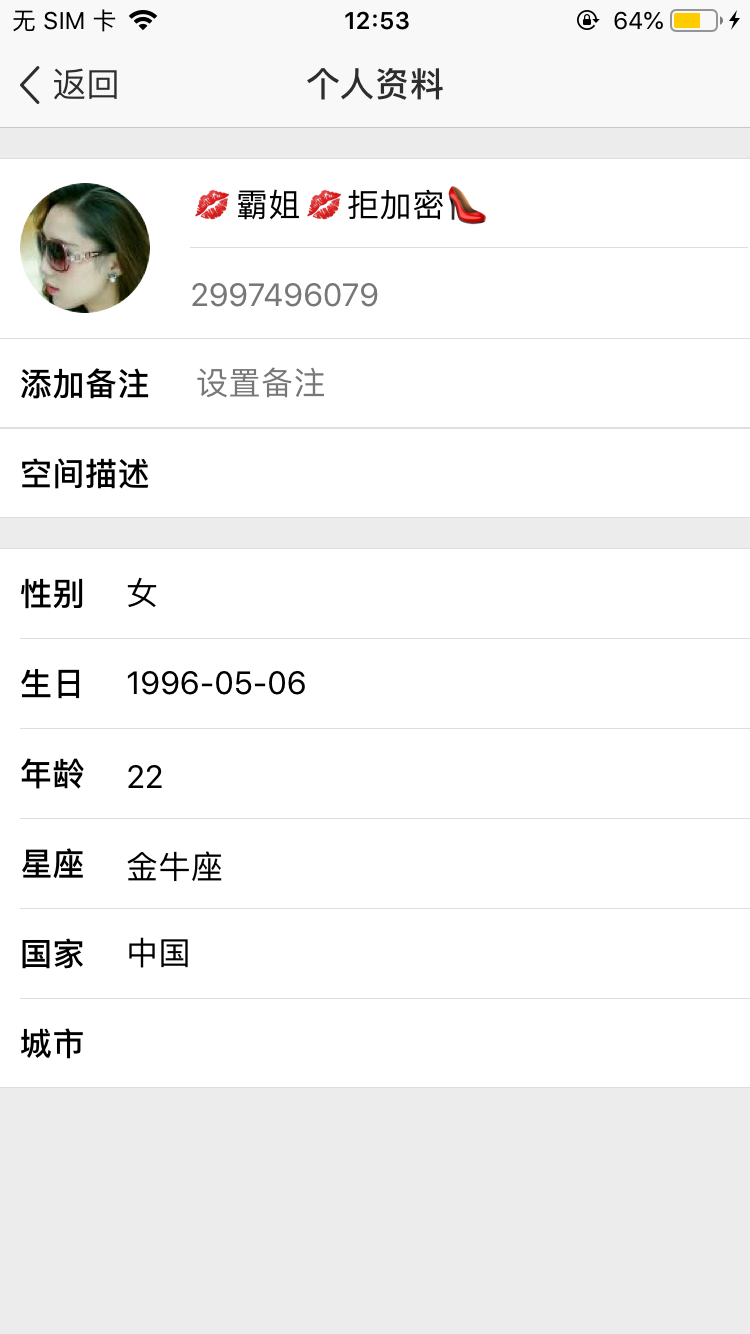 无 SIM 卡 12:53 64%
返回 个人资料
💋霸姐💋拒加密👠
2997496079
添加备注 设置备注
空间描述
性别 女
生日 1996-05-06
年龄 22
星座 金牛座
国家 中国
城市